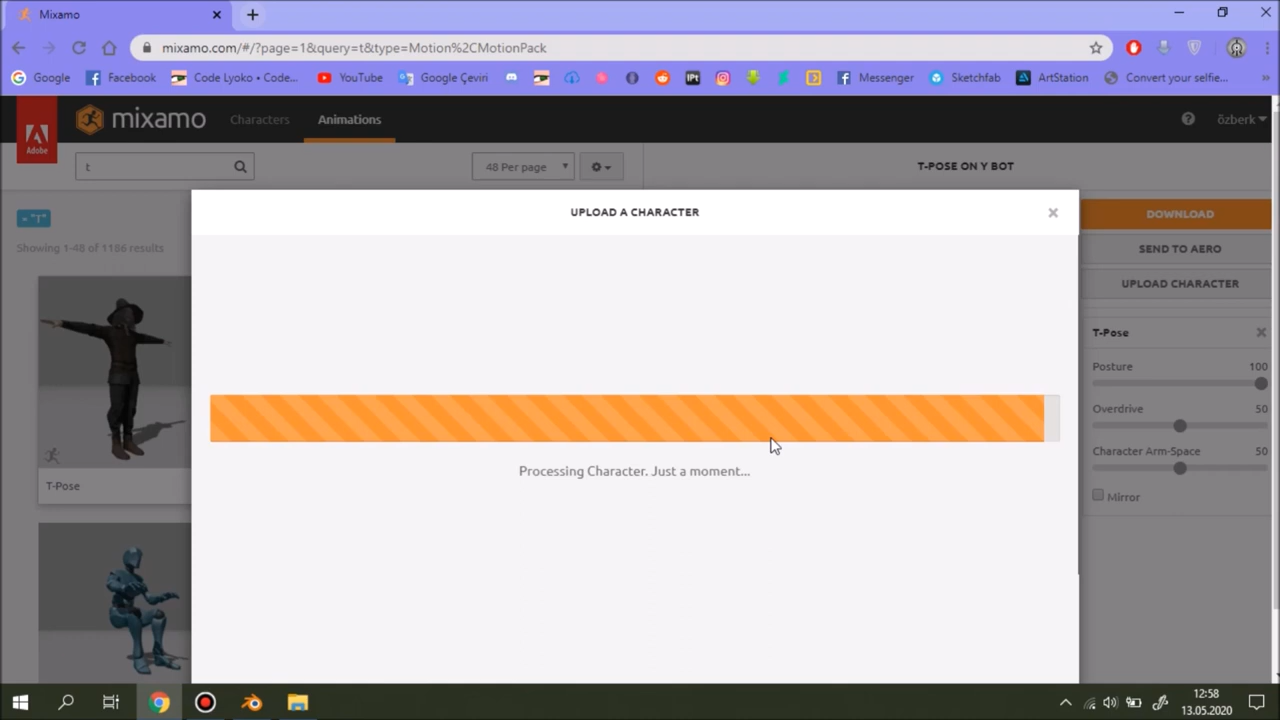 Mixamo
mixamo.com/#/?page=1&query=t&type=Motion%2CMotionPack
Google
Facebook
Code Lyoko • Code...
YouTube
Google Çeviri
IPt
Messenger
Sketchfab
ArtStation
Convert your selfie...
»
Adobe
mixamo
Characters
Animations
özberk
t
48 Per page
T-POSE ON Y BOT
= "T"
Showing 1-48 of 1186 results
UPLOAD A CHARACTER
DOWNLOAD
SEND TO AERO
UPLOAD CHARACTER
T-Pose
Posture 100
Overdrive 50
Character Arm-Space 50
Mirror
Processing Character. Just a moment...
T-Pose
12:58
13.05.2020